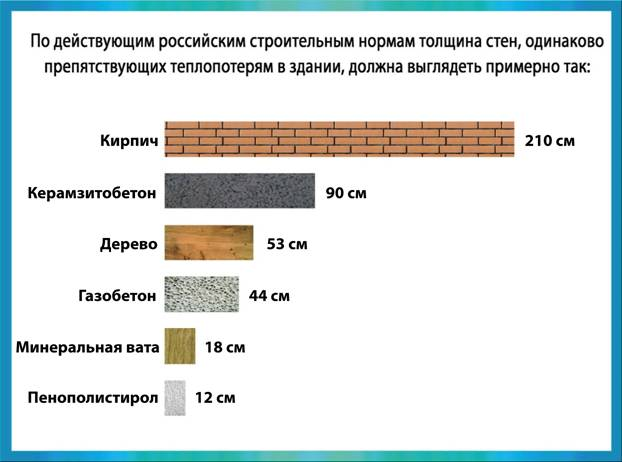 По действующим российским строительным нормам толщина стен, одинаково
препятствующих теплопотерям в здании, должна выглядеть примерно так:
Кирпич 210 см
Керамзитобетон 90 см
Дерево 53 см
Газобетон 44 см
Минеральная вата 18 см
Пенополистирол 12 см